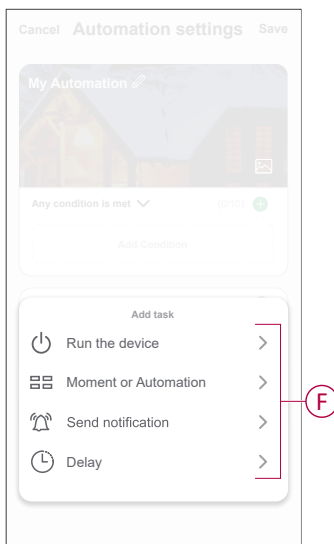 Cancel Automation settings Save
My Automation
Any condition is met (0/10)
Add Condition
Add task
Run the device
Moment or Automation
Send notification
Delay
F